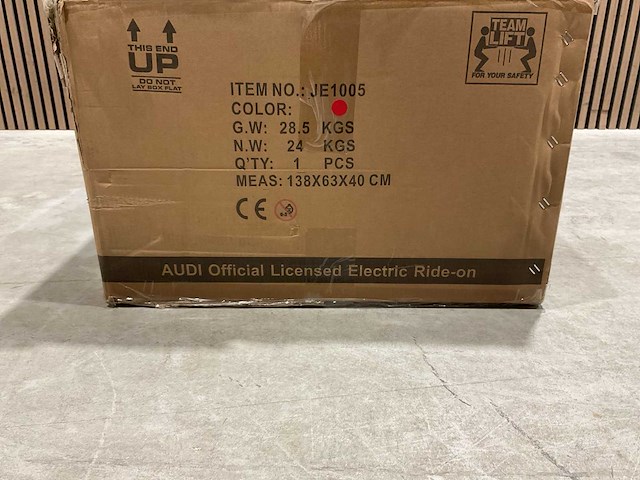 THIS END
UP
DO NOT
LAY BOX FLAT
TEAM
LIFT
FOR YOUR SAFETY
ITEM NO.: JE1005
COLOR:
G.W: 28.5 KGS
N.W: 24 KGS
Q'TY: 1 PCS
MEAS: 138X63X40 CM
CE
AUDI Official Licensed Electric Ride-on